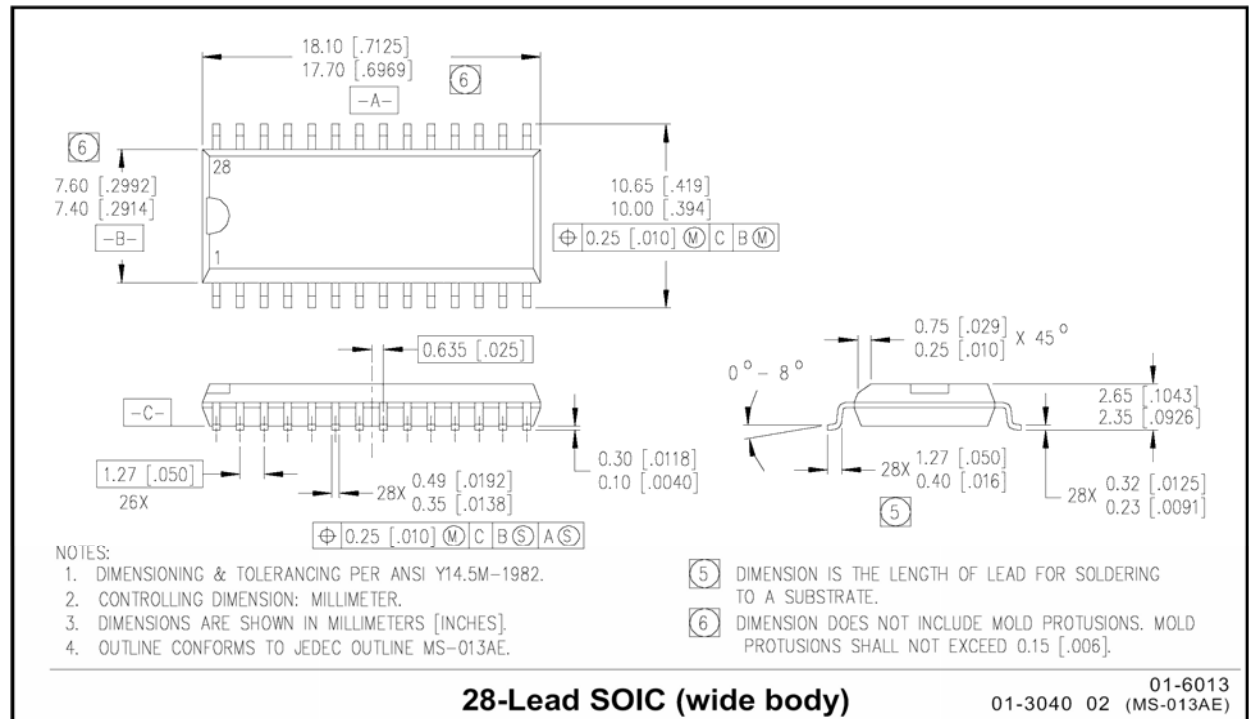 18.10 [.7125]
17.70 [.6969]
6
-A-
6
7.60 [.2992]
7.40 [.2914]
-B-
28
1
10.65 [.419]
10.00 [.394]
⌖ 0.25 [.010] Ⓜ C B Ⓜ
0.635 [.025]
-C-
1.27 [.050]
26X
28X 0.49 [.0192]
0.35 [.0138]
⌖ 0.25 [.010] Ⓜ C B Ⓢ A Ⓢ
0.30 [.0118]
0.10 [.0040]
0.75 [.029]
0.25 [.010] X 45°
0° - 8°
2.65 [.1043]
2.35 [.0926]
28X 1.27 [.050]
0.40 [.016]
5
28X 0.32 [.0125]
0.23 [.0091]
NOTES:
1. DIMENSIONING & TOLERANCING PER ANSI Y14.5M-1982.
2. CONTROLLING DIMENSION: MILLIMETER.
3. DIMENSIONS ARE SHOWN IN MILLIMETERS [INCHES].
4. OUTLINE CONFORMS TO JEDEC OUTLINE MS-013AE.
5 DIMENSION IS THE LENGTH OF LEAD FOR SOLDERING
TO A SUBSTRATE.
6 DIMENSION DOES NOT INCLUDE MOLD PROTUSIONS. MOLD
PROTUSIONS SHALL NOT EXCEED 0.15 [.006].
28-Lead SOIC (wide body)
01-6013
01-3040 02 (MS-013AE)